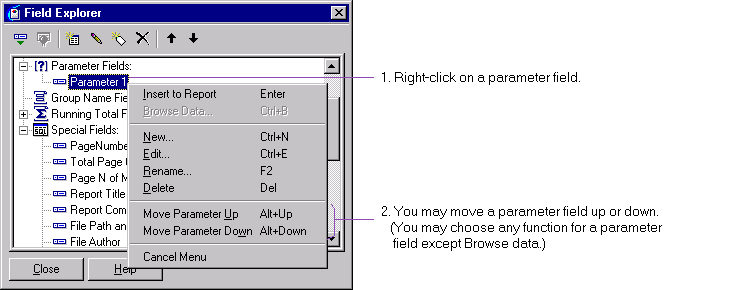 Field Explorer
[?] Parameter Fields:
Parameter 1
1. Right-click on a parameter field.
Insert to Report Enter
Group Name Fie
Browse Data... Ctrl+B
Running Total F
SQL Special Fields:
New... Ctrl+N
PageNumbe
Edit... Ctrl+E
Total Page
Rename... F2
Page N of M
Delete Del
Report Title
Report Com
Move Parameter Up Alt+Up
2. You may move a parameter field up or down.
File Path an
Move Parameter Down Alt+Down
(You may choose any function for a parameter
File Author
field except Browse data.)
Cancel Menu
Close Help